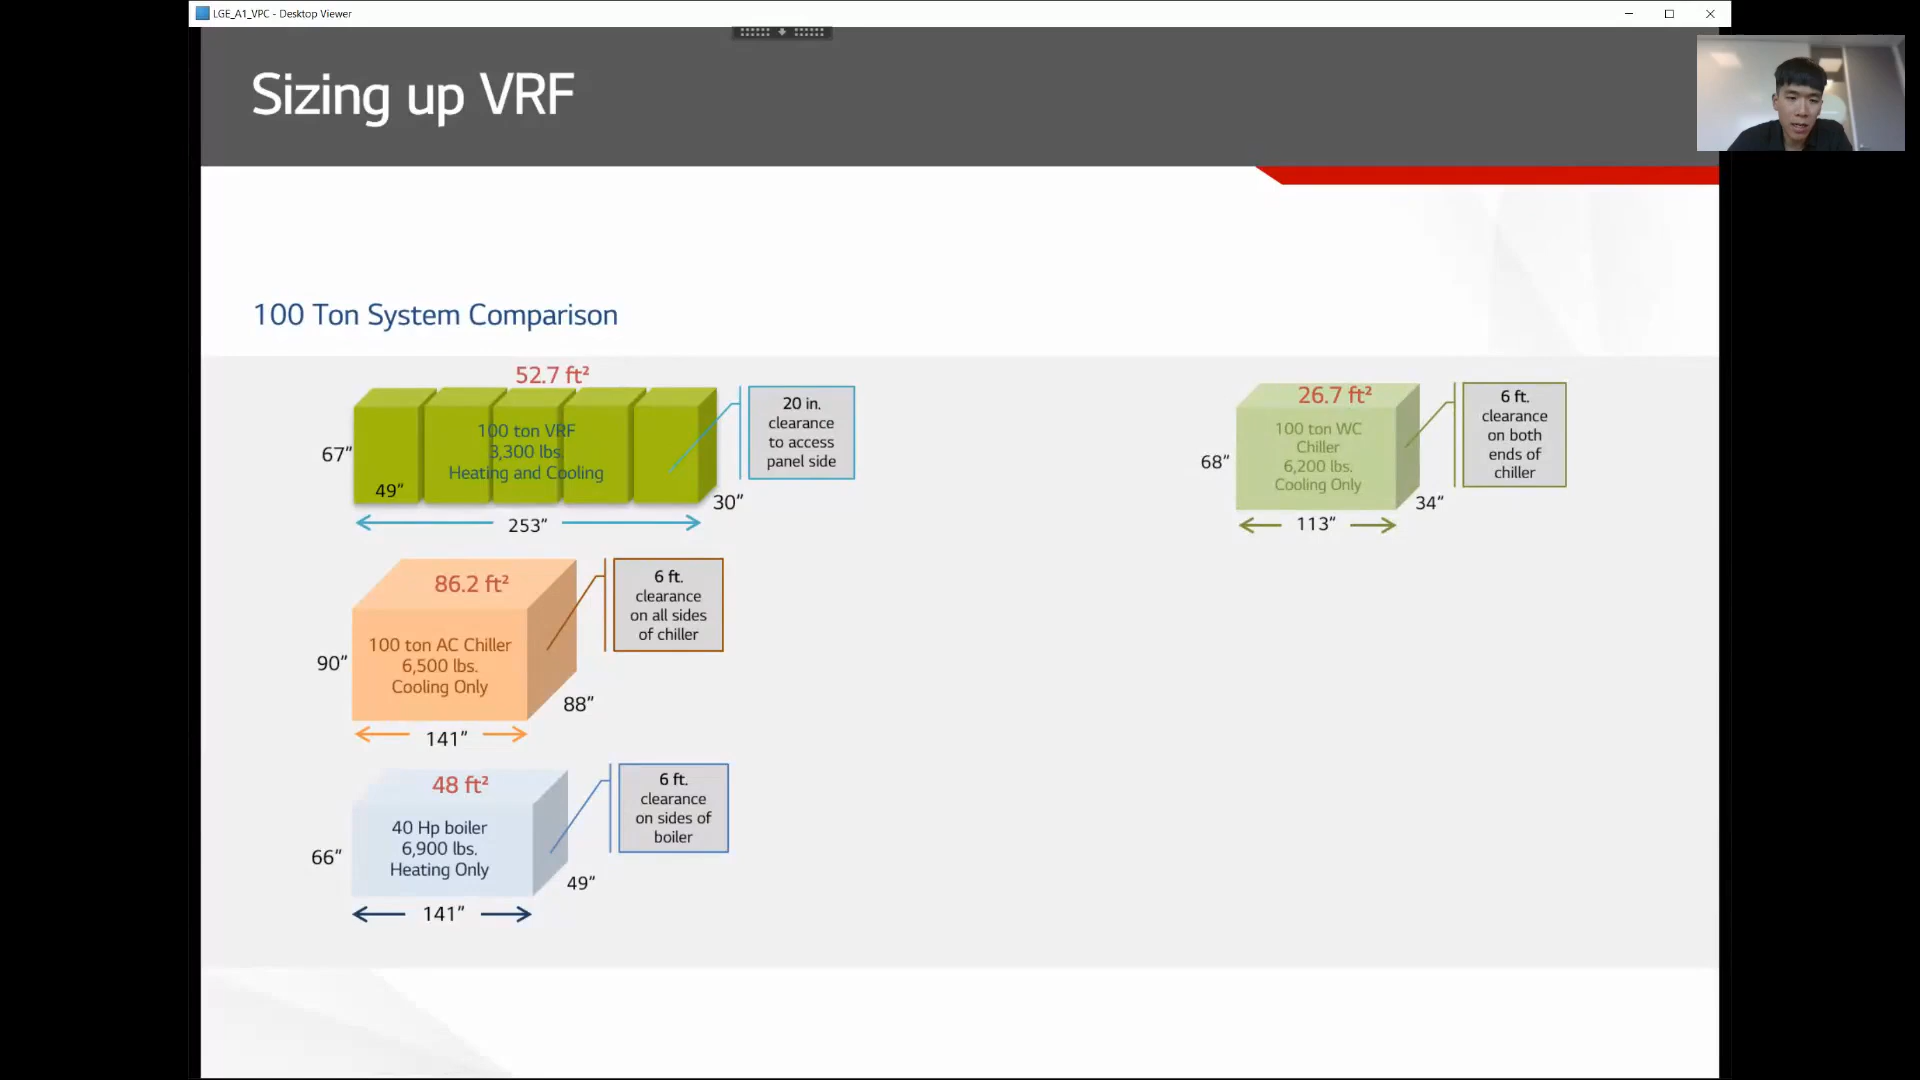 LGE_A1_VPC - Desktop Viewer
Sizing up VRF
100 Ton System Comparison
52.7 ft²
100 ton VRF
3,300 lbs.
Heating and Cooling
67”
49”
253”
30”
20 in.
clearance
to access
panel side
26.7 ft²
100 ton WC
Chiller
6,200 lbs.
Cooling Only
68”
113”
34”
6 ft.
clearance
on both
ends of
chiller
86.2 ft²
100 ton AC Chiller
6,500 lbs.
Cooling Only
90”
141”
88”
6 ft.
clearance
on all sides
of chiller
48 ft²
40 Hp boiler
6,900 lbs.
Heating Only
66”
141”
49”
6 ft.
clearance
on sides of
boiler